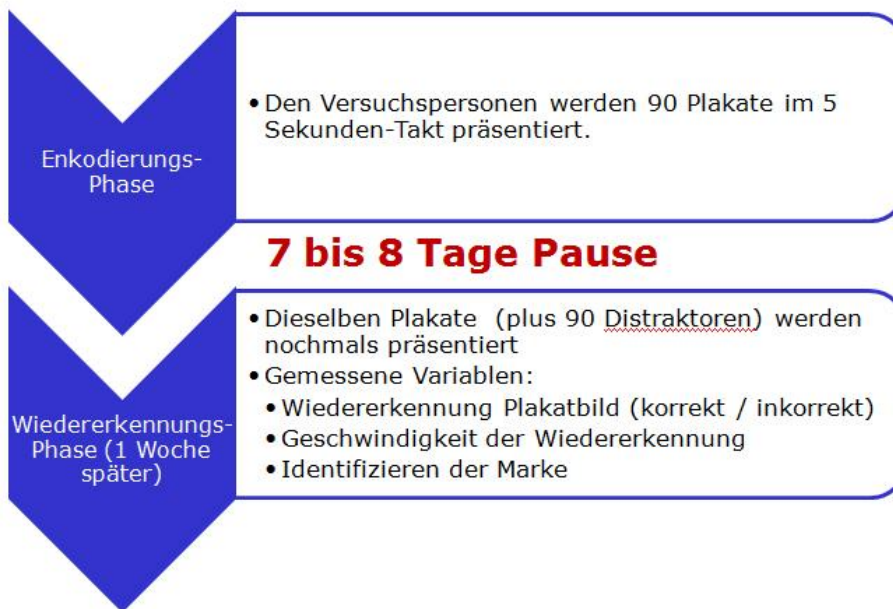 Enkodierungs-
Phase
• Den Versuchspersonen werden 90 Plakate im 5
Sekunden-Takt präsentiert.
7 bis 8 Tage Pause
Wiedererkennungs-
Phase (1 Woche
später)
• Dieselben Plakate (plus 90 Distraktoren) werden
nochmals präsentiert
• Gemessene Variablen:
• Wiedererkennung Plakatbild (korrekt / inkorrekt)
• Geschwindigkeit der Wiedererkennung
• Identifizieren der Marke